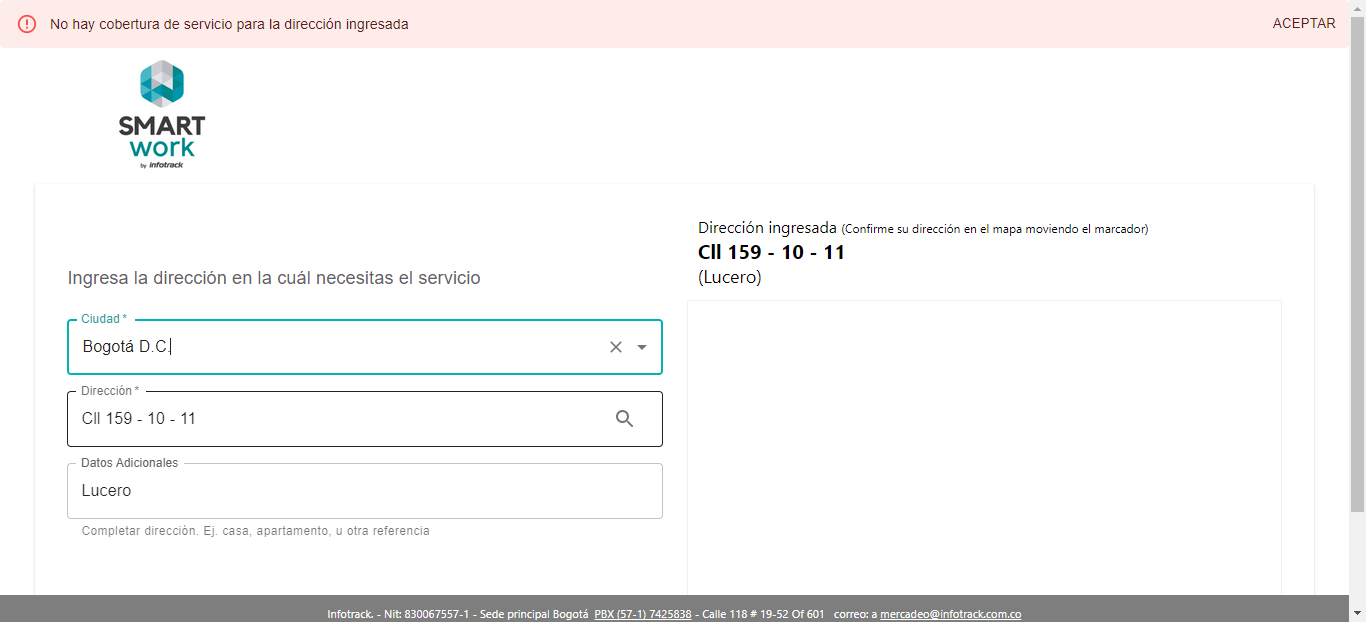 No hay cobertura de servicio para la dirección ingresada
ACEPTAR
SMART
work
by infotrack
Ingresa la dirección en la cuál necesitas el servicio
Ciudad *
Bogotá D.C.
Dirección *
Cll 159 - 10 - 11
Datos Adicionales
Lucero
Completar dirección. Ej. casa, apartamento, u otra referencia
Dirección ingresada (Confirme su dirección en el mapa moviendo el marcador)
Cll 159 - 10 - 11
(Lucero)
Infotrack. - Nit: 830067557-1 - Sede principal Bogotá PBX (57-1) 7425838 - Calle 118 # 19-52 Of 601 correo: a mercadeo@infotrack.com.co